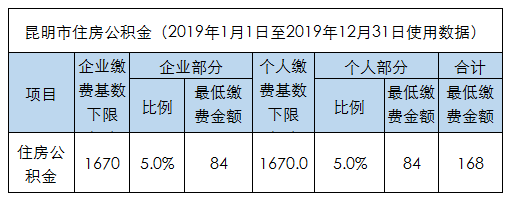 昆明市住房公积金（2019年1月1日至2019年12月31日使用数据）
项目 企业缴费基数下限 企业部分 个人缴费基数下限 个人部分 合计
比例 最低缴费金额 比例 最低缴费金额 最低缴费金额
住房公积金 1670 5.0% 84 1670.0 5.0% 84 168